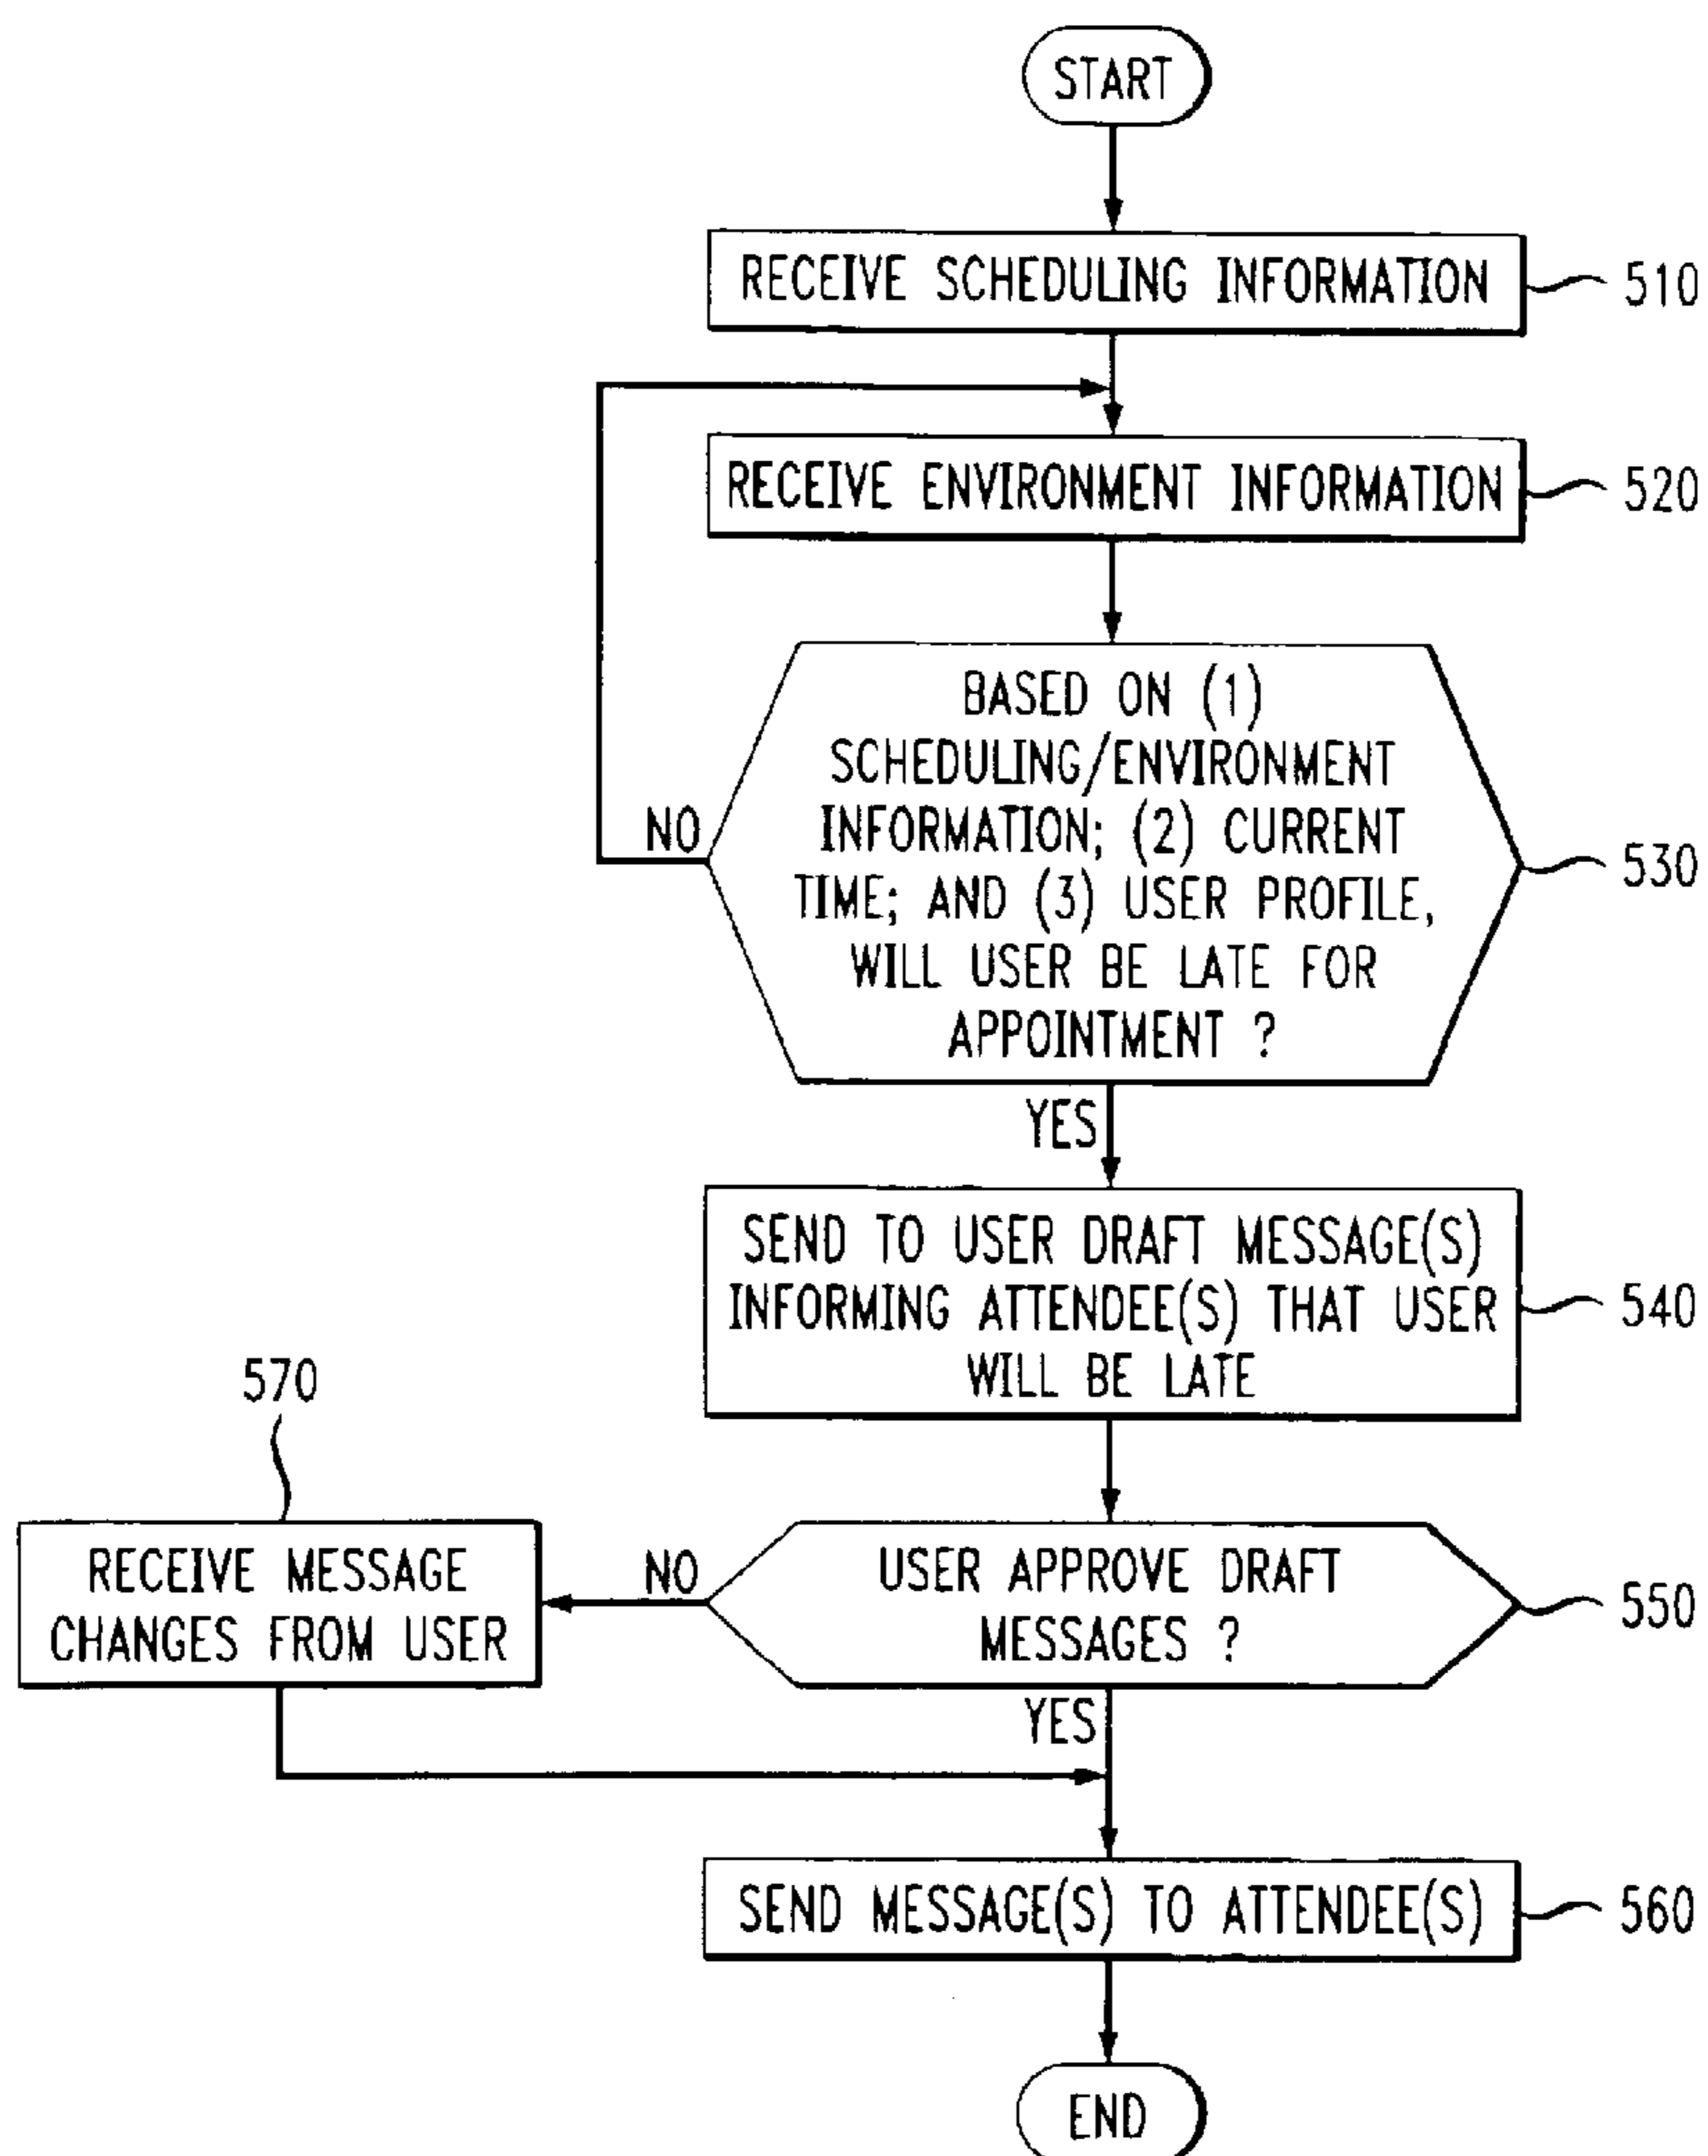 START
RECEIVE SCHEDULING INFORMATION
510
RECEIVE ENVIRONMENT INFORMATION
520
BASED ON (1)
SCHEDULING/ENVIRONMENT
INFORMATION; (2) CURRENT
TIME; AND (3) USER PROFILE,
WILL USER BE LATE FOR
APPOINTMENT ?
530
NO
YES
SEND TO USER DRAFT MESSAGE(S)
INFORMING ATTENDEE(S) THAT USER
WILL BE LATE
540
570
RECEIVE MESSAGE
CHANGES FROM USER
NO
USER APPROVE DRAFT
MESSAGES ?
550
YES
SEND MESSAGE(S) TO ATTENDEE(S)
560
END